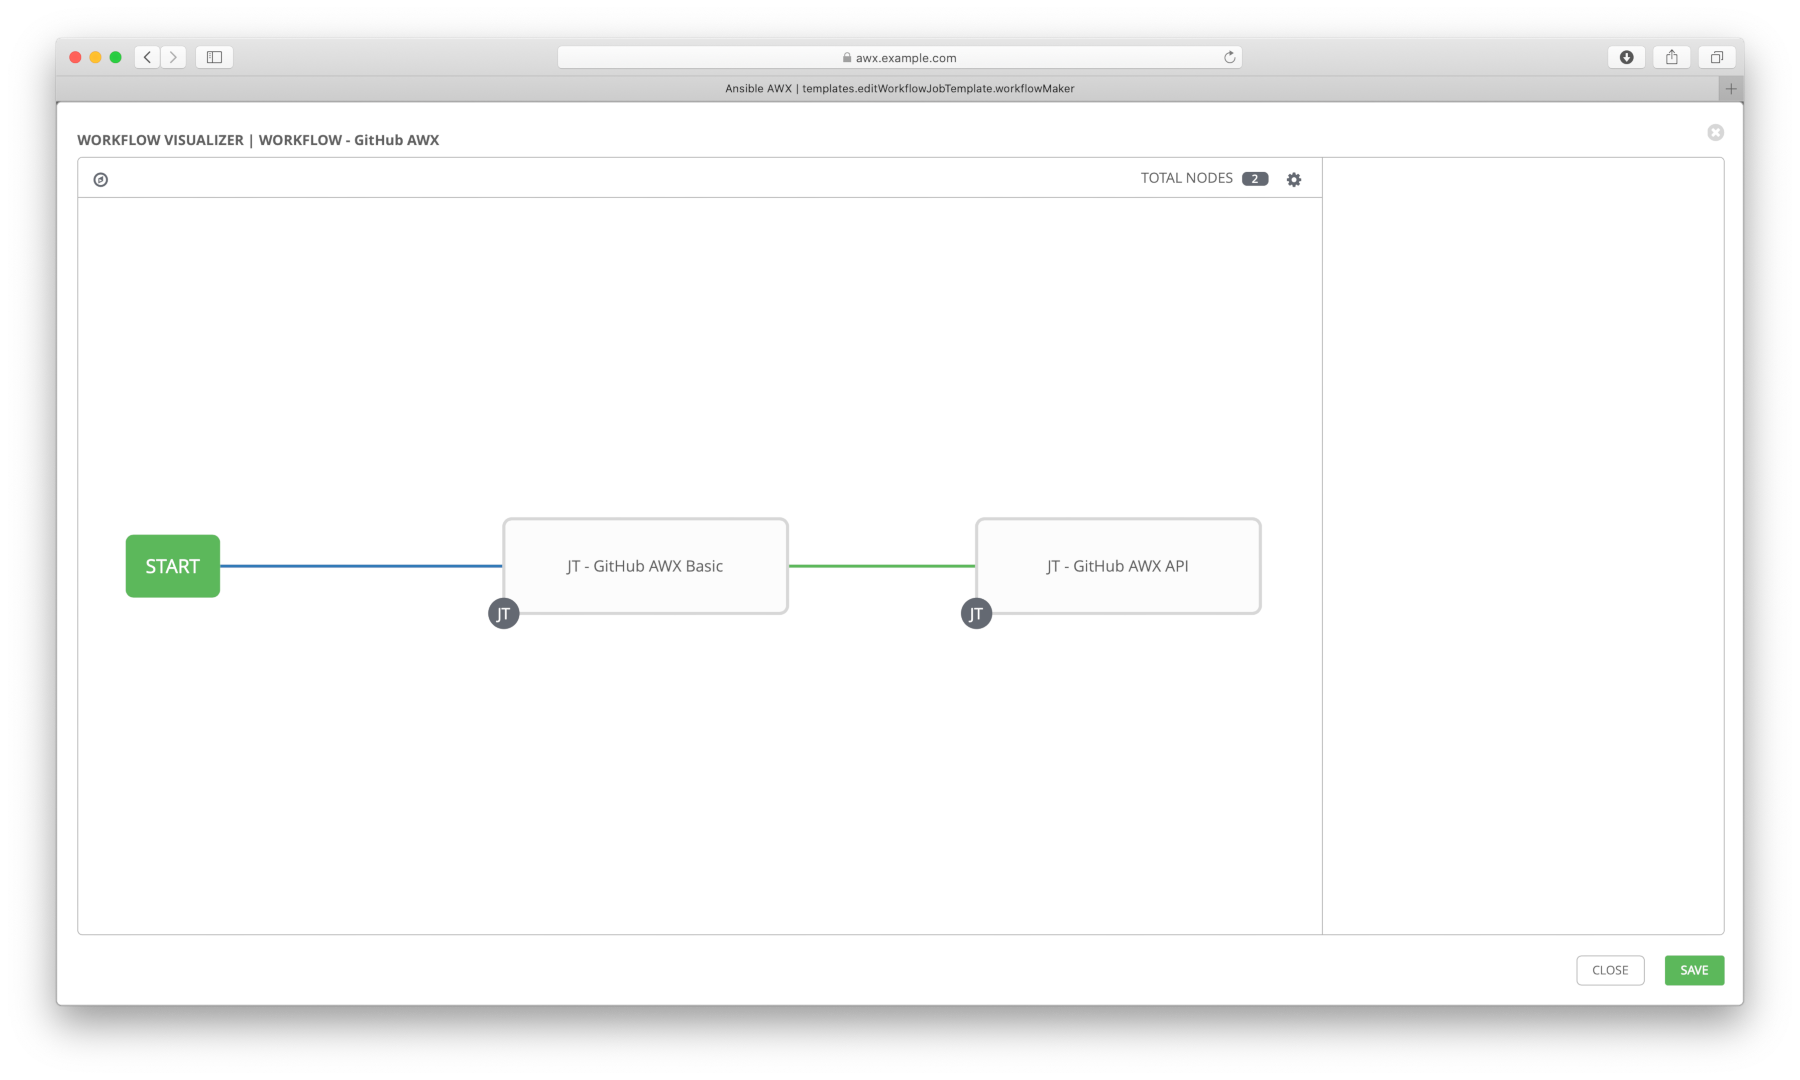 awx.example.com
Ansible AWX | templates.editWorkflowJobTemplate.workflowMaker
WORKFLOW VISUALIZER | WORKFLOW - GitHub AWX
TOTAL NODES 2
START
JT - GitHub AWX Basic
JT
JT - GitHub AWX API
JT
CLOSE
SAVE